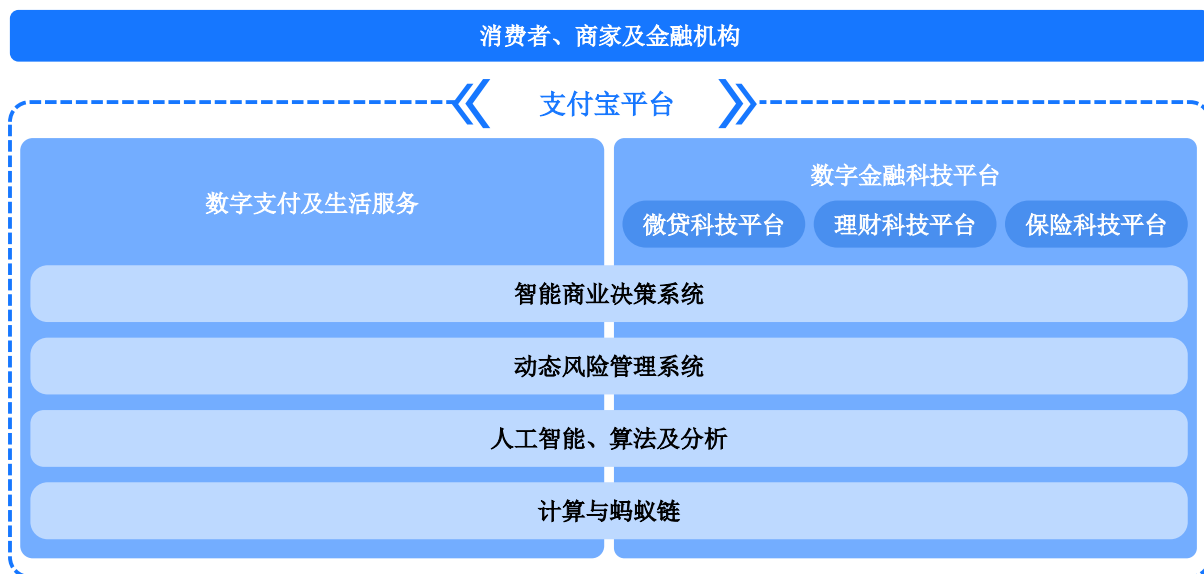 消费者、商家及金融机构
支付宝平台
数字支付及生活服务
数字金融科技平台
微贷科技平台
理财科技平台
保险科技平台
智能商业决策系统
动态风险管理系统
人工智能、算法及分析
计算与蚂蚁链